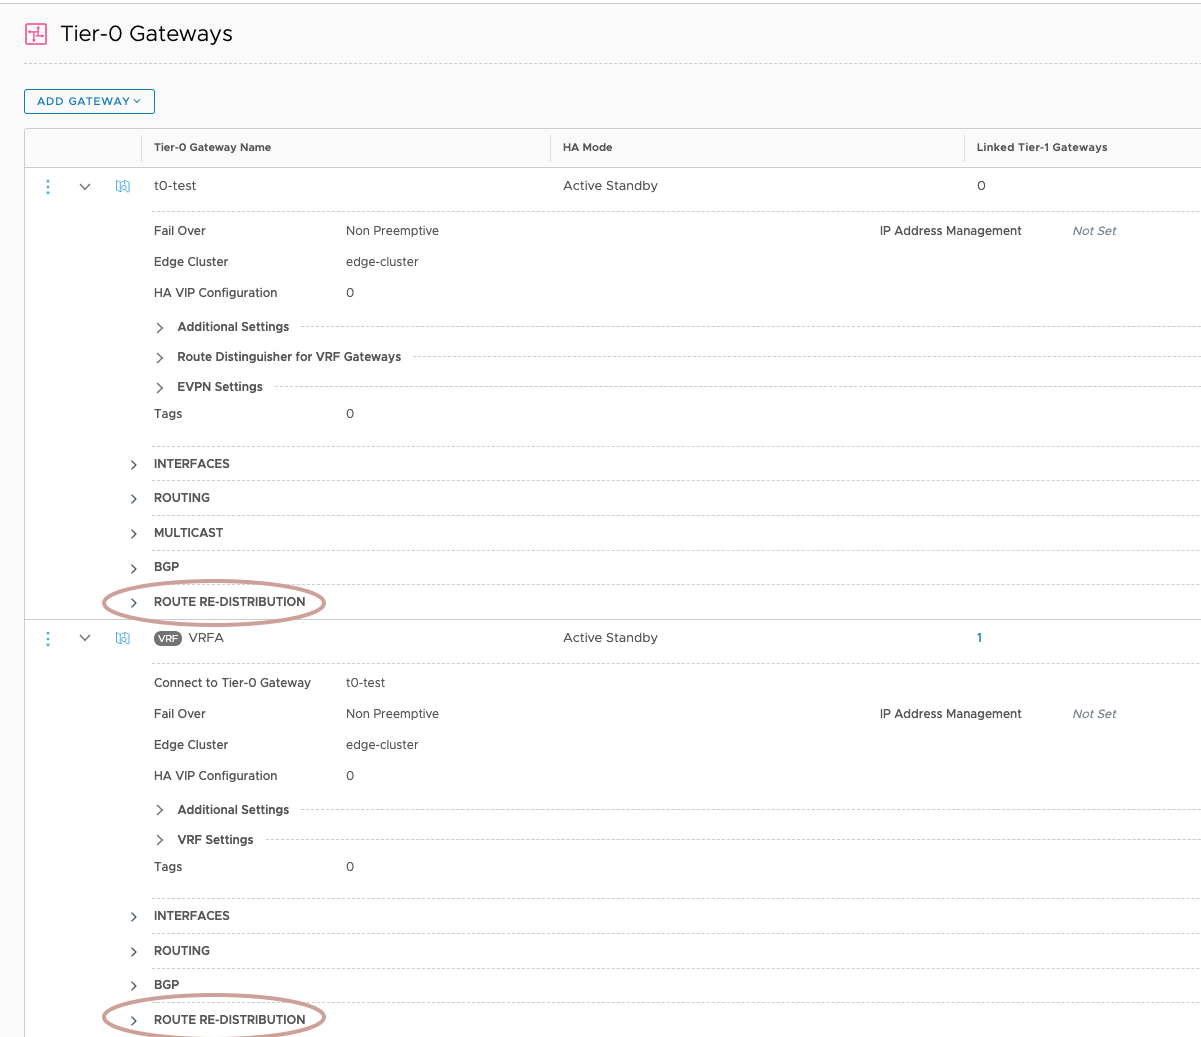 Tier-0 Gateways
ADD GATEWAY
Tier-0 Gateway Name HA Mode Linked Tier-1 Gateways
t0-test Active Standby 0
Fail Over Non Preemptive IP Address Management Not Set
Edge Cluster edge-cluster
HA VIP Configuration 0
Additional Settings
Route Distinguisher for VRF Gateways
EVPN Settings
Tags 0
INTERFACES
ROUTING
MULTICAST
BGP
ROUTE RE-DISTRIBUTION
VRF VRFA Active Standby 1
Connect to Tier-0 Gateway t0-test
Fail Over Non Preemptive IP Address Management Not Set
Edge Cluster edge-cluster
HA VIP Configuration 0
Additional Settings
VRF Settings
Tags 0
INTERFACES
ROUTING
BGP
ROUTE RE-DISTRIBUTION